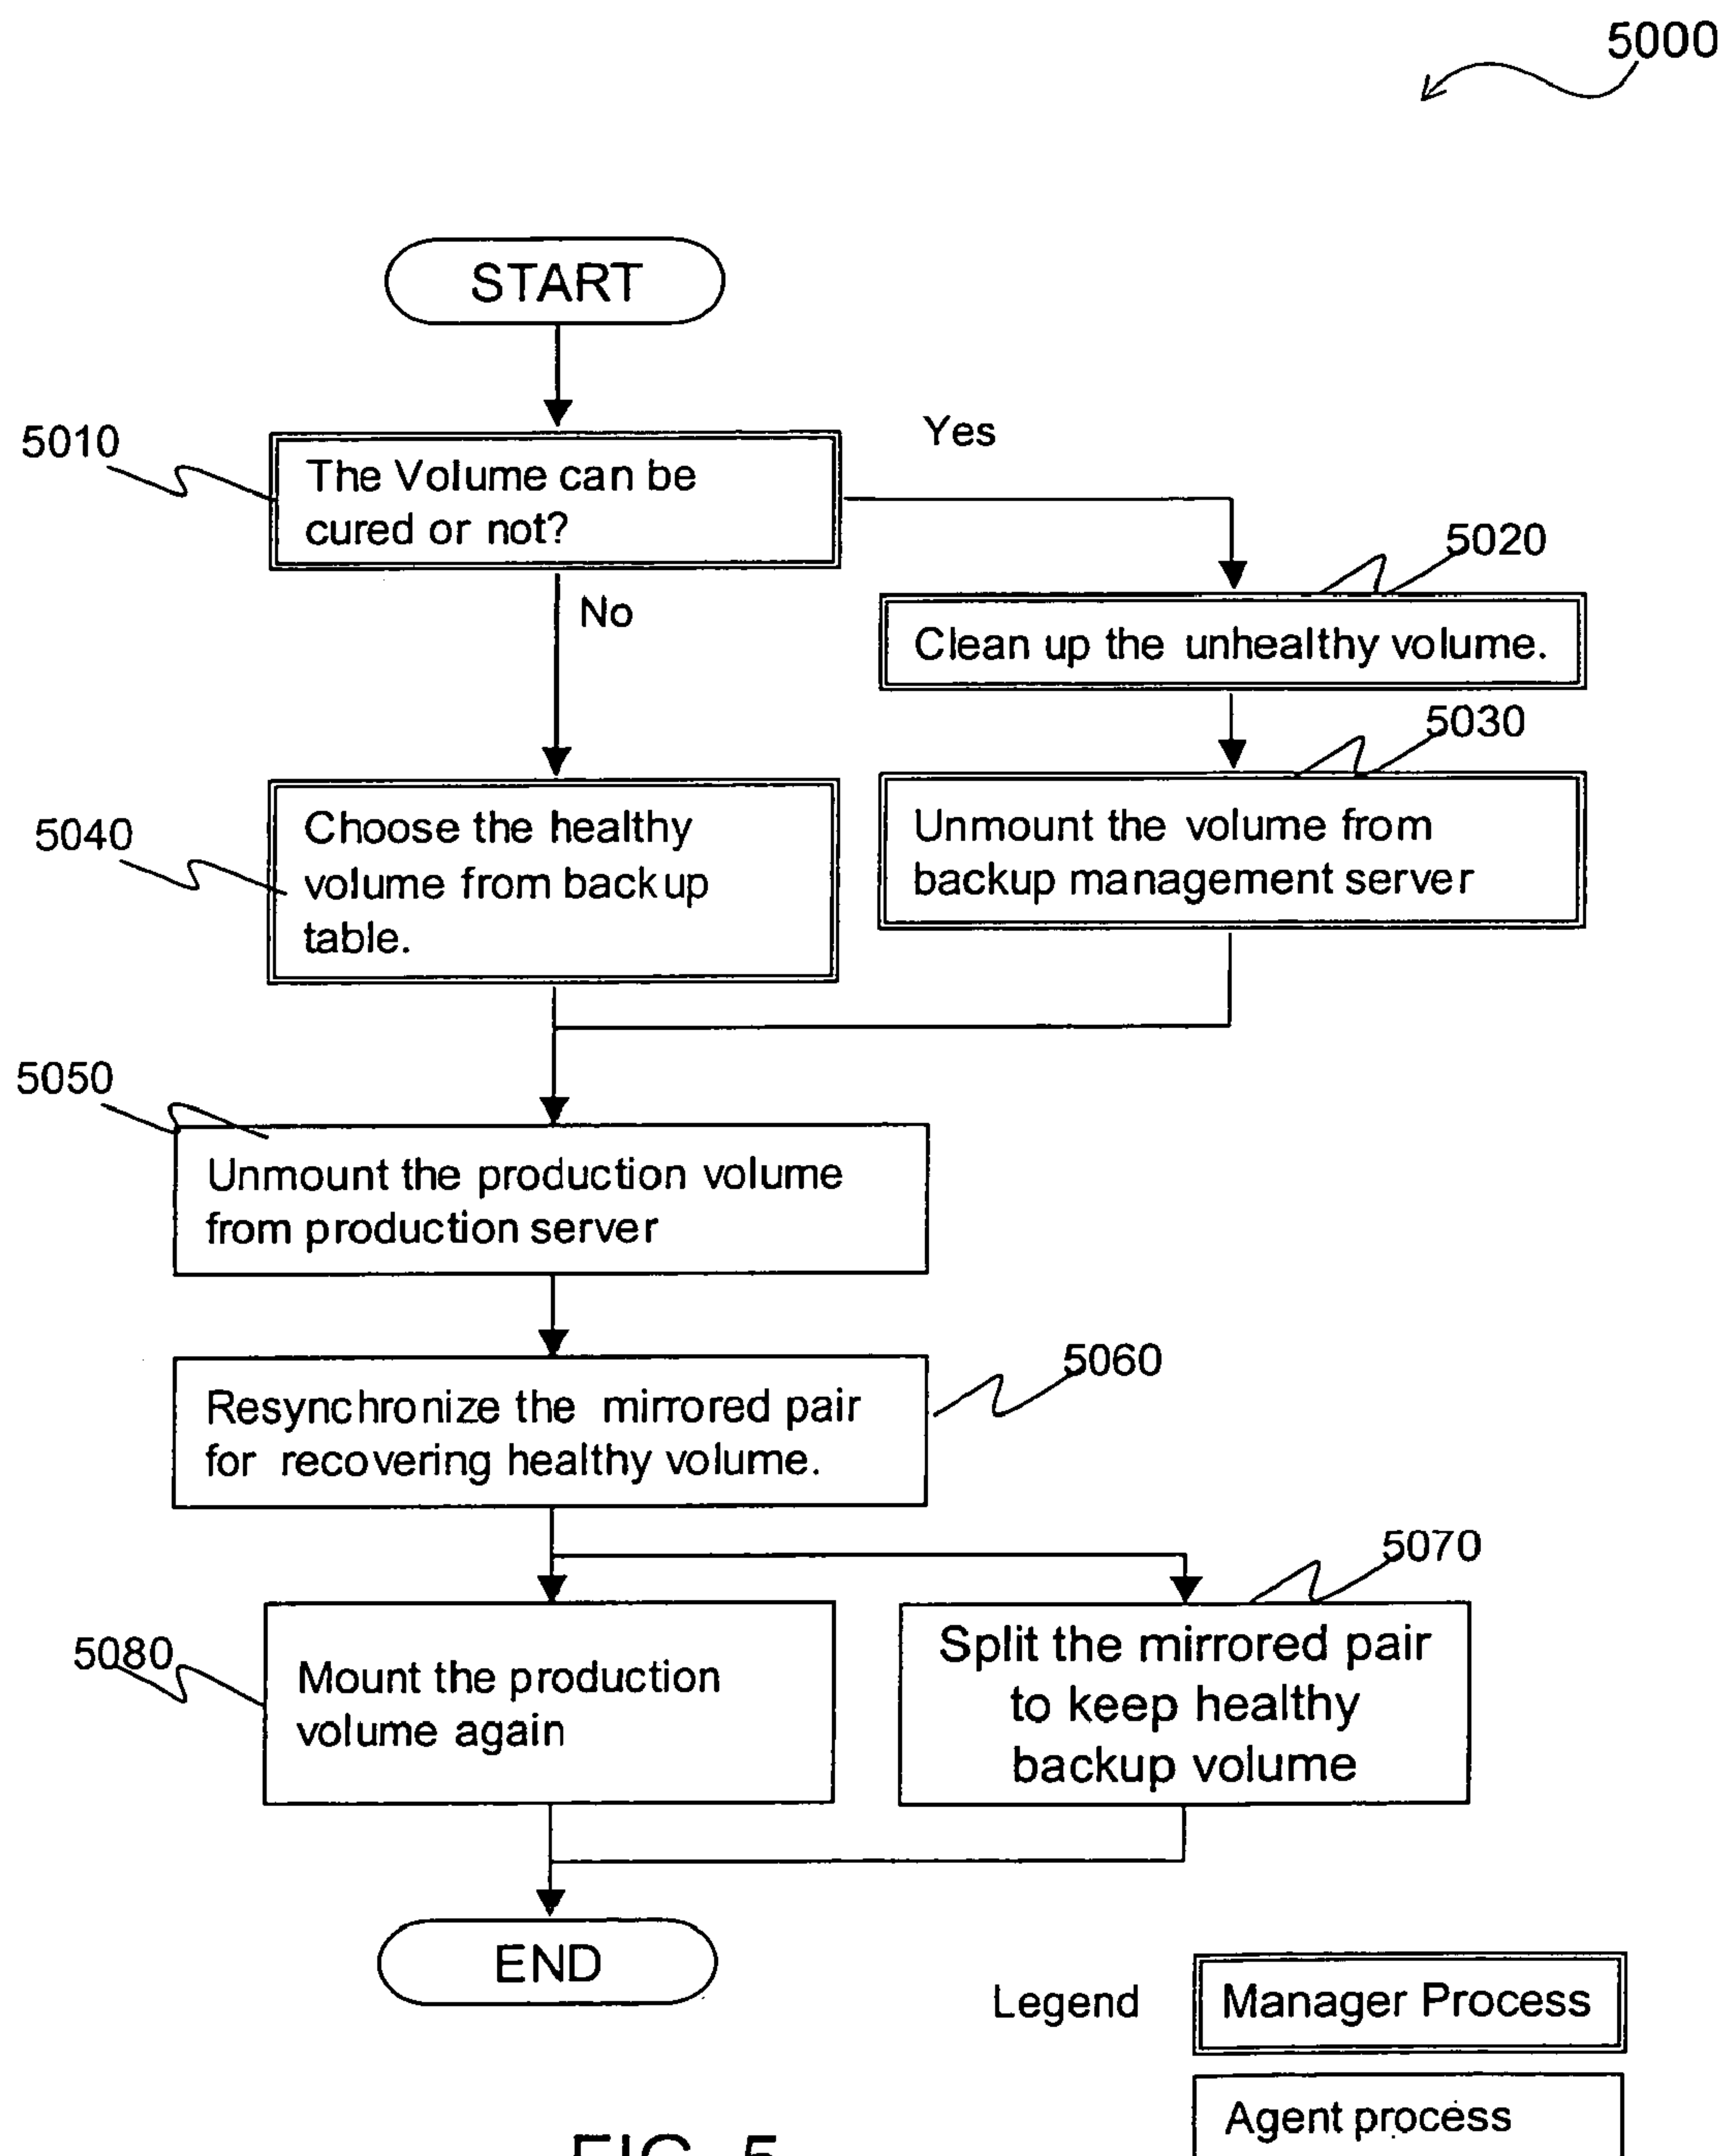 5000
START
5010
The Volume can be
cured or not?
Yes
No
5020
Clean up the unhealthy volume.
5030
Unmount the volume from
backup management server
5040
Choose the healthy
volume from backup
table.
5050
Unmount the production volume
from production server
5060
Resynchronize the mirrored pair
for recovering healthy volume.
5070
Split the mirrored pair
to keep healthy
backup volume
5080
Mount the production
volume again
END
Legend
Manager Process
Agent process
FIG. 5